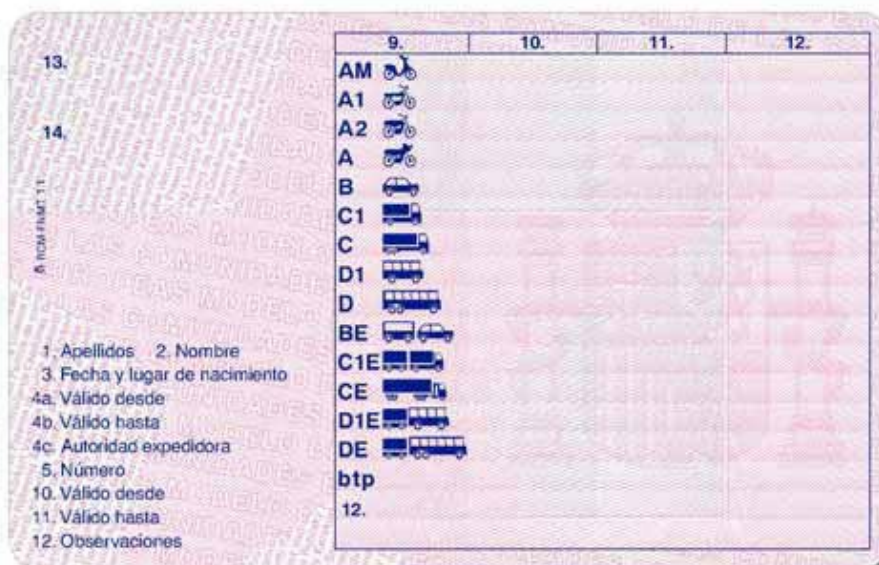 13.
14.
9. 10. 11. 12.
AM
A1
A2
A
B
C1
C
D1
D
BE
C1E
CE
D1E
DE
btp
12.
1. Apellidos 2. Nombre
3. Fecha y lugar de nacimiento
4a. Válido desde
4b. Válido hasta
4c. Autoridad expedidora
5. Número
10. Válido desde
11. Válido hasta
12. Observaciones